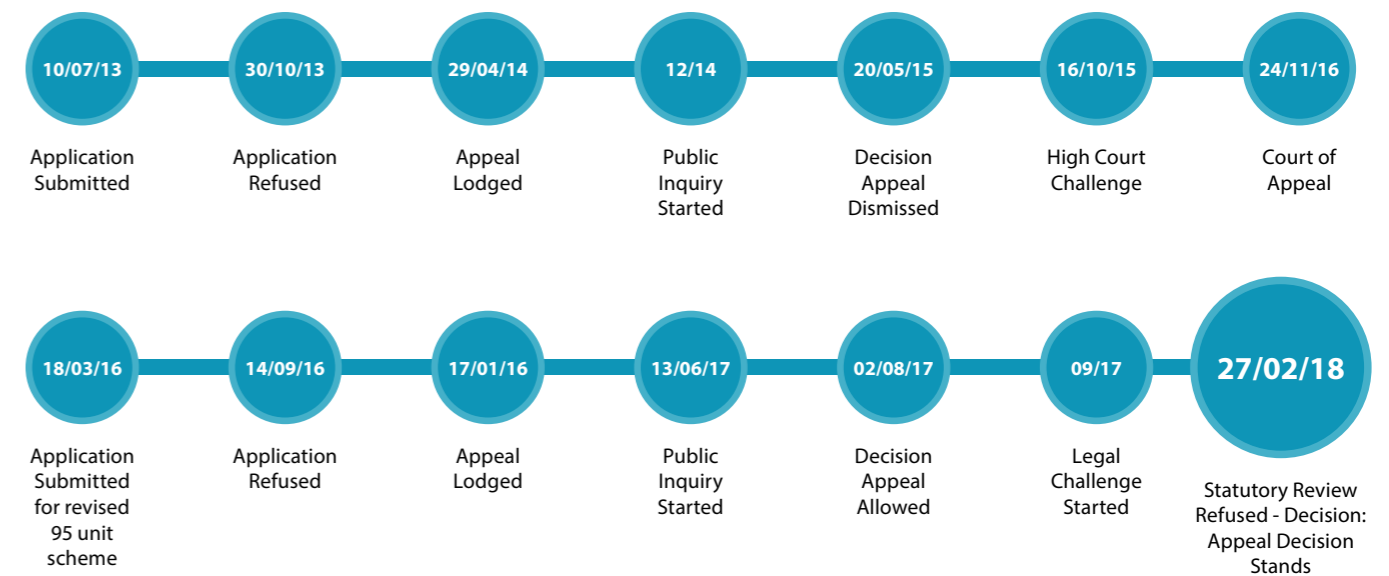 10/07/13
30/10/13
29/04/14
12/14
20/05/15
16/10/15
24/11/16
Application
Submitted
Application
Refused
Appeal
Lodged
Public
Inquiry
Started
Decision
Appeal
Dismissed
High Court
Challenge
Court of
Appeal
18/03/16
14/09/16
17/01/16
13/06/17
02/08/17
09/17
27/02/18
Application
Submitted
for revised
95 unit
scheme
Application
Refused
Appeal
Lodged
Public
Inquiry
Started
Decision
Appeal
Allowed
Legal
Challenge
Started
Statutory Review
Refused - Decision:
Appeal Decision
Stands